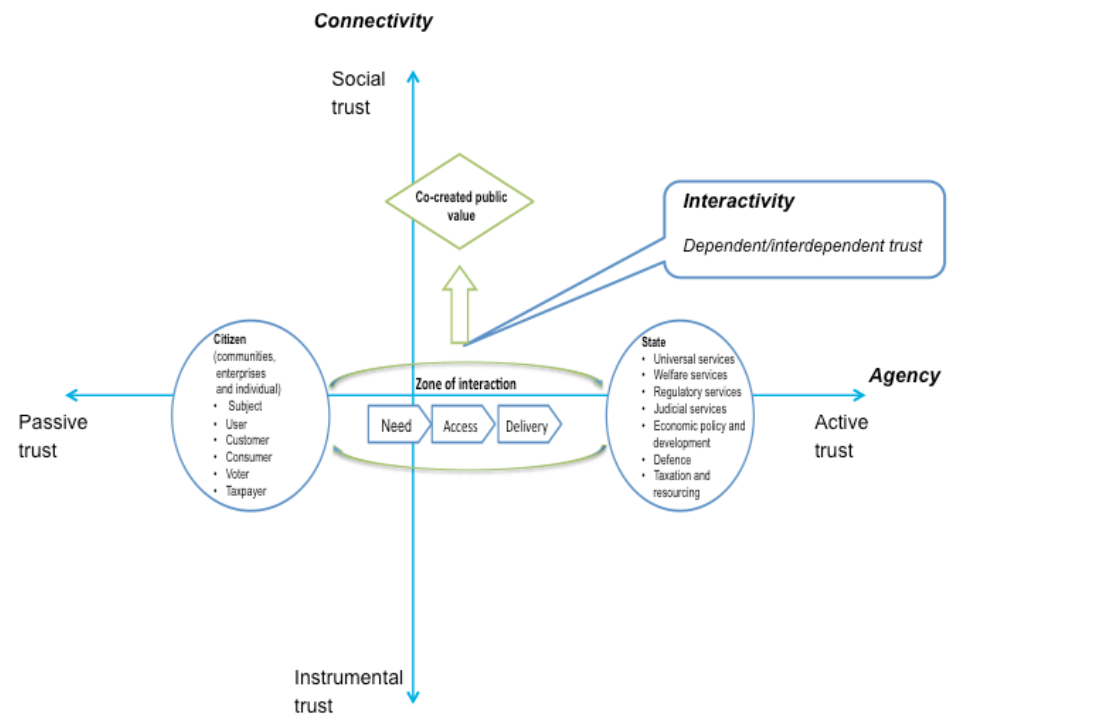 Connectivity
Social
trust
Co-created public
value
Interactivity
Dependent/interdependent trust
Citizen
(communities,
enterprises
and individual)
• Subject
• User
• Customer
• Consumer
• Voter
• Taxpayer
Zone of interaction
Need
Access
Delivery
State
• Universal services
• Welfare services
• Regulatory services
• Judicial services
• Economic policy and
development
• Defence
• Taxation and
resourcing
Agency
Passive
trust
Active
trust
Instrumental
trust